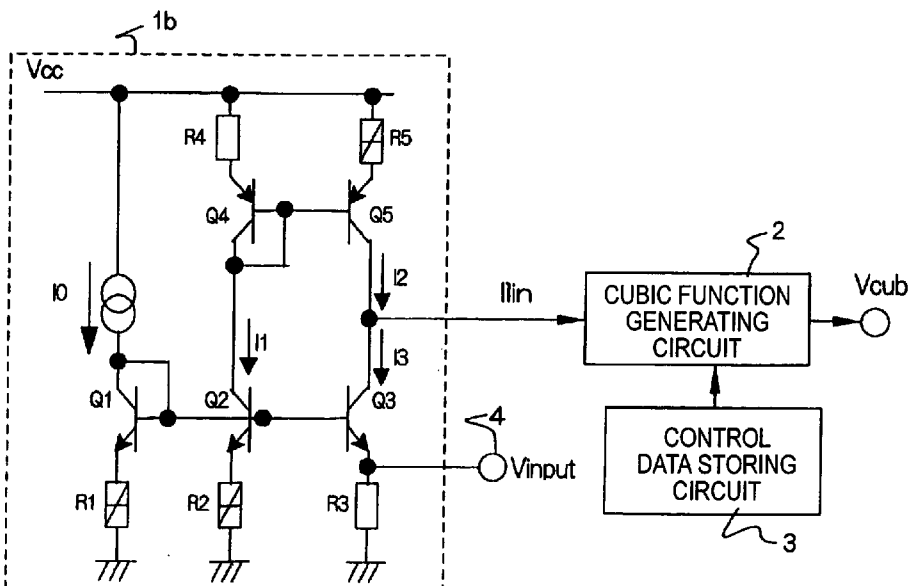 1b
Vcc
R4
R5
Q4
Q5
I0
I2
Ilin
2
CUBIC FUNCTION
GENERATING
CIRCUIT
Vcub
I1
I3
Q1
Q2
Q3
4
Vinput
R1
R2
R3
CONTROL
DATA STORING
CIRCUIT
3